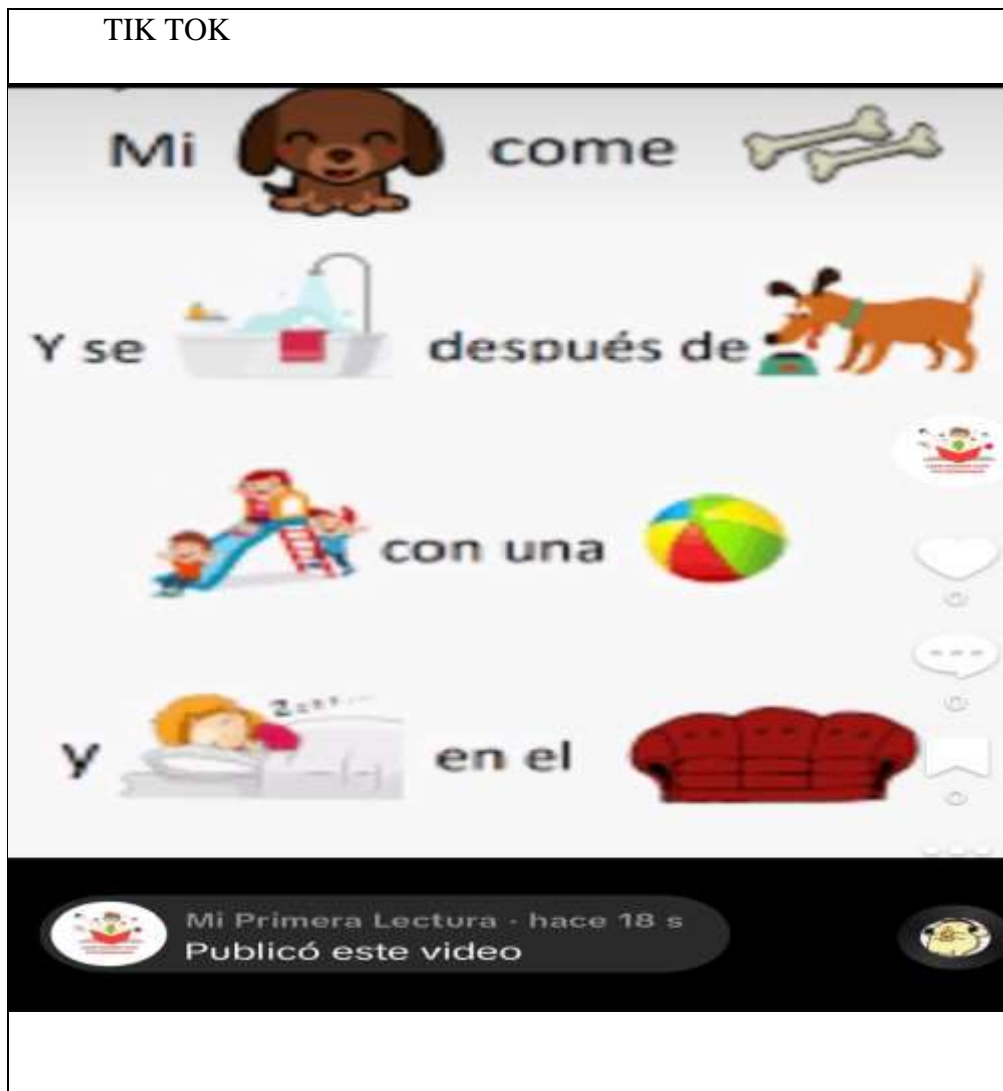 TIK TOK
Mi come
Y se después de
con una
z z z z ...
y en el
Mi Primera Lectura · hace 18 s
Publicó este video